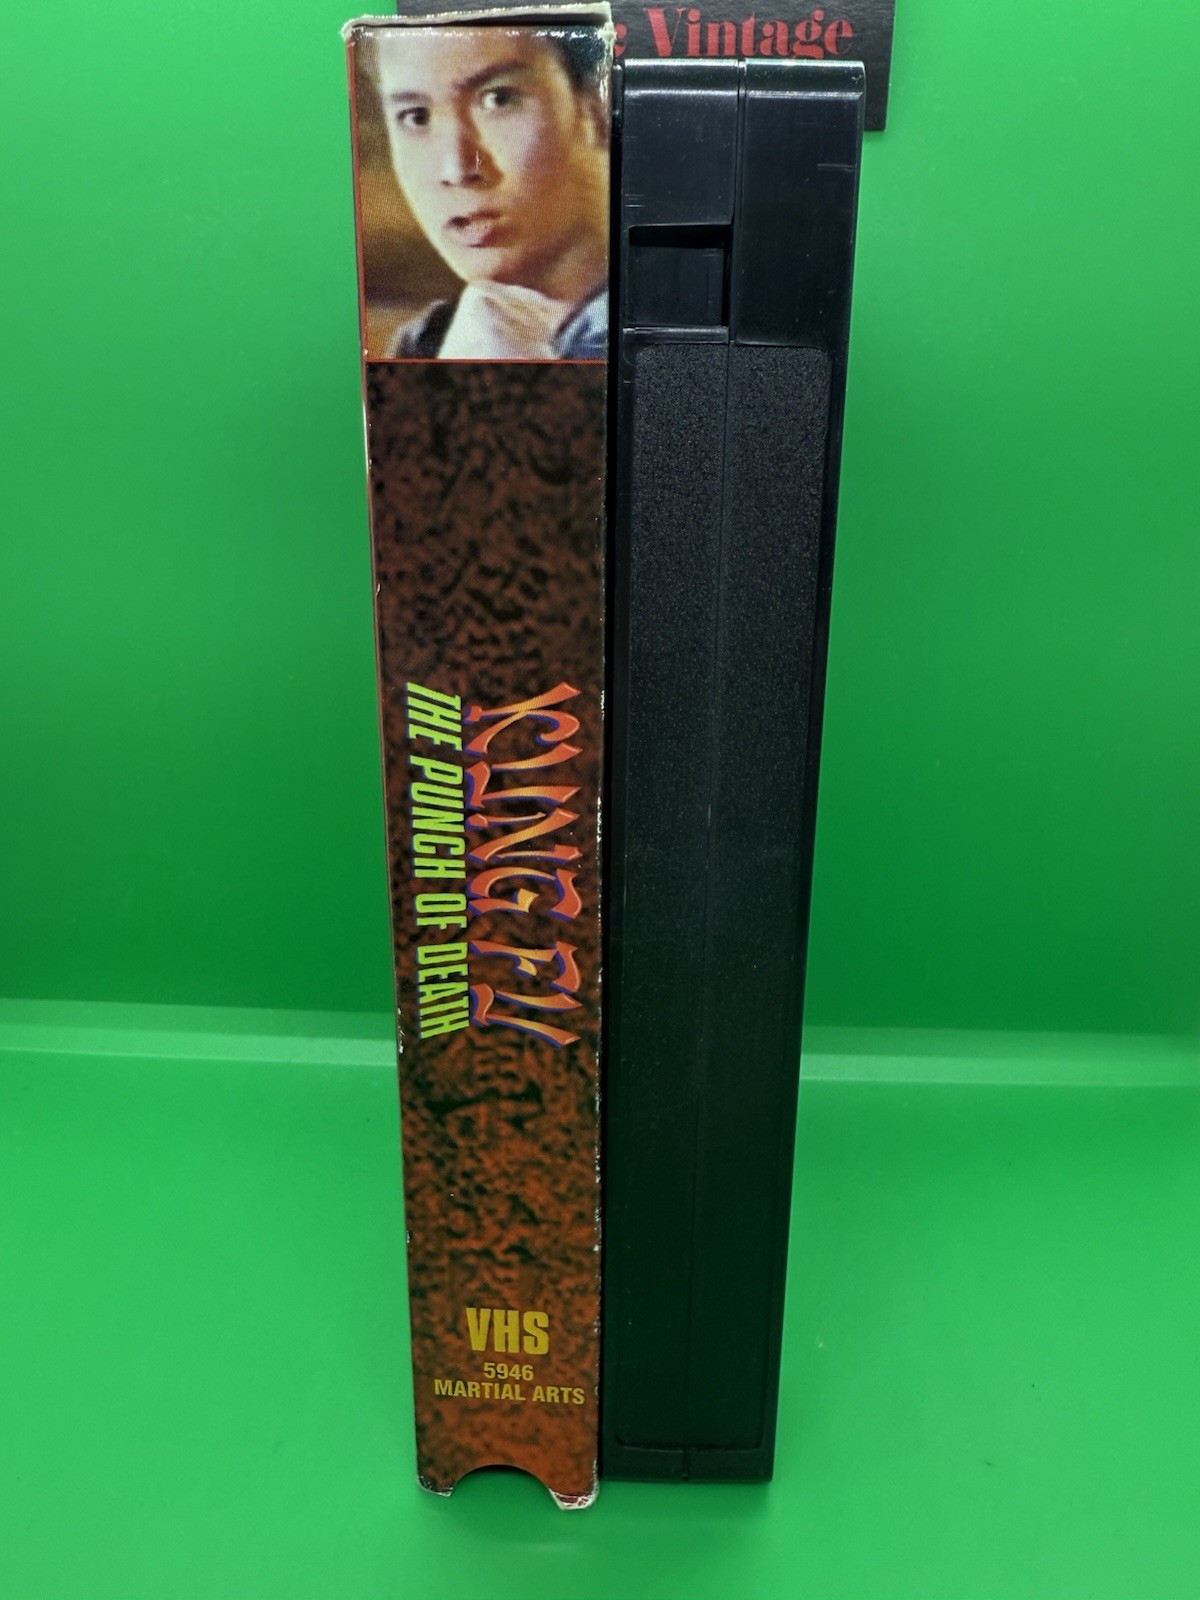 Vintage
KUNG FU
THE PUNCH OF DEATH
VHS
5946
MARTIAL ARTS